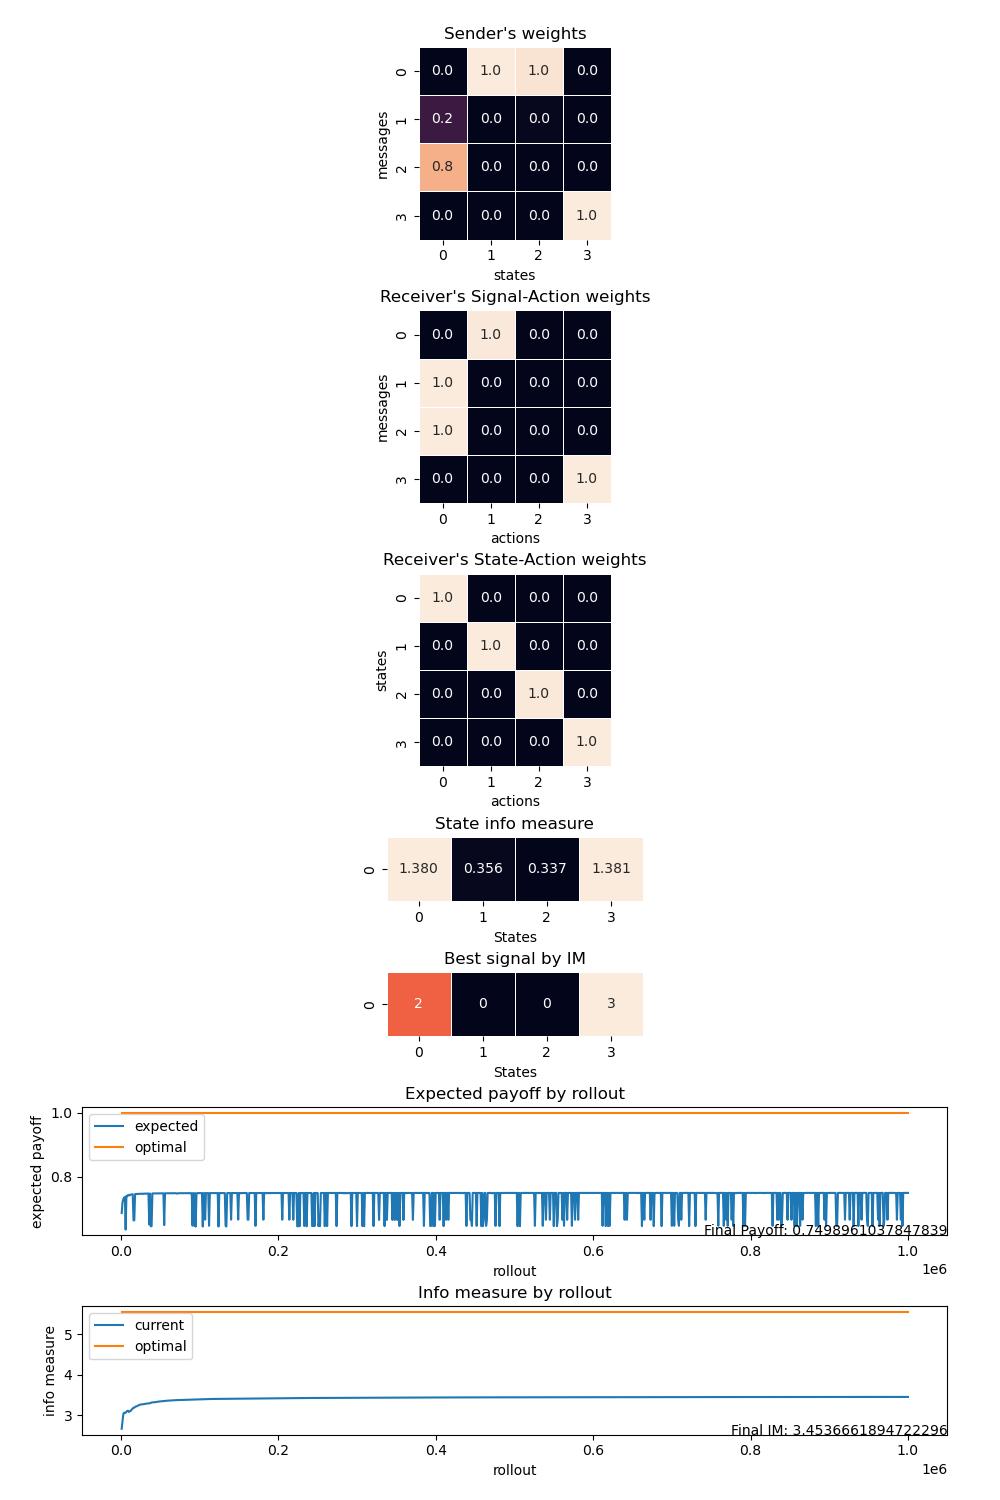 Sender's weights
0 0.0 1.0 1.0 0.0
1 0.2 0.0 0.0 0.0
2 0.8 0.0 0.0 0.0
3 0.0 0.0 0.0 1.0
messages
0 1 2 3
states
Receiver's Signal-Action weights
0 0.0 1.0 0.0 0.0
1 1.0 0.0 0.0 0.0
2 1.0 0.0 0.0 0.0
3 0.0 0.0 0.0 1.0
messages
0 1 2 3
actions
Receiver's State-Action weights
0 1.0 0.0 0.0 0.0
1 0.0 1.0 0.0 0.0
2 0.0 0.0 1.0 0.0
3 0.0 0.0 0.0 1.0
states
0 1 2 3
actions
State info measure
0 1.380 0.356 0.337 1.381
0 1 2 3
States
Best signal by IM
0 2 0 0 3
0 1 2 3
States
Expected payoff by rollout
expected payoff
1.0
0.8
expected
optimal
Final Payoff: 0.7498961037847839
0.0 0.2 0.4 0.6 0.8 1.0
1e6
rollout
Info measure by rollout
info measure
5
4
3
current
optimal
Final IM: 3.4536661894722296
0.0 0.2 0.4 0.6 0.8 1.0
1e6
rollout